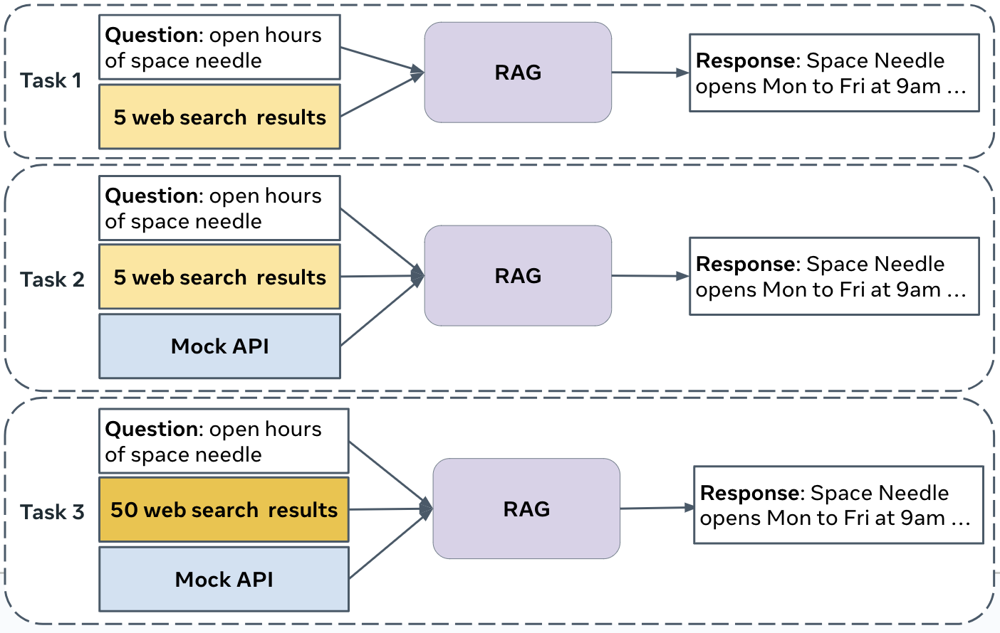 Task 1
Question: open hours
of space needle
5 web search results
RAG
Response: Space Needle
opens Mon to Fri at 9am ...
Task 2
Question: open hours
of space needle
5 web search results
Mock API
RAG
Response: Space Needle
opens Mon to Fri at 9am ...
Task 3
Question: open hours
of space needle
50 web search results
Mock API
RAG
Response: Space Needle
opens Mon to Fri at 9am ...